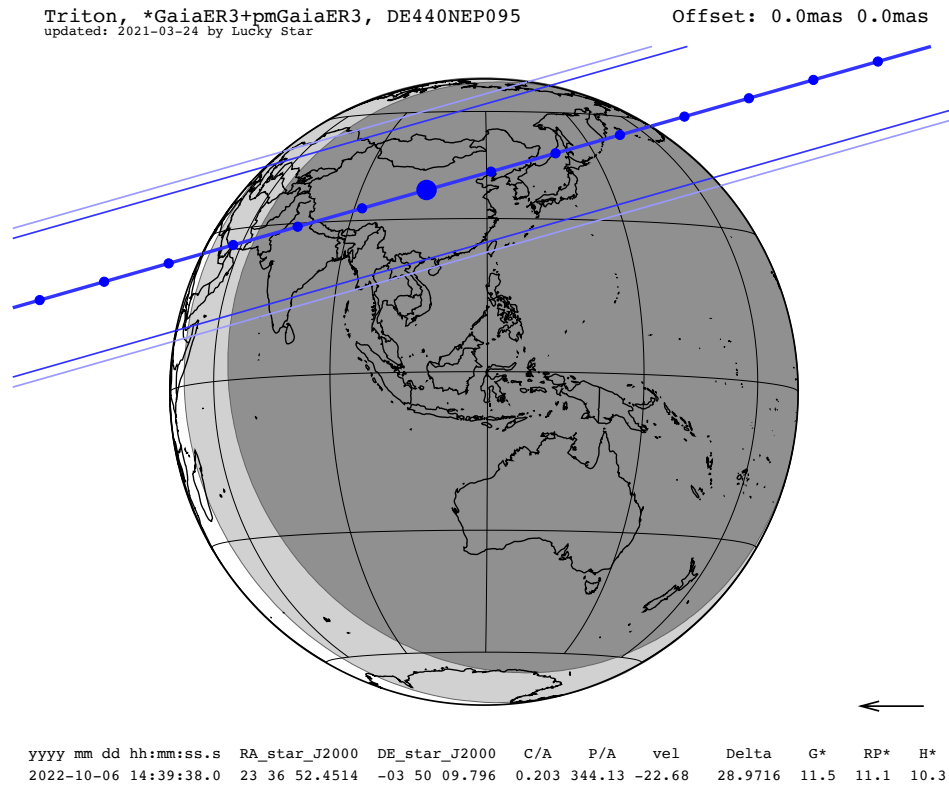 Triton, *GaiaER3+pmGaiaER3, DE440NEP095 Offset: 0.0mas 0.0mas
updated: 2021-03-24 by Lucky Star
yyyy mm dd hh:mm:ss.s RA_star_J2000 DE_star_J2000 C/A P/A vel Delta G* RP* H*
2022-10-06 14:39:38.0 23 36 52.4514 -03 50 09.796 0.203 344.13 -22.68 28.9716 11.5 11.1 10.3